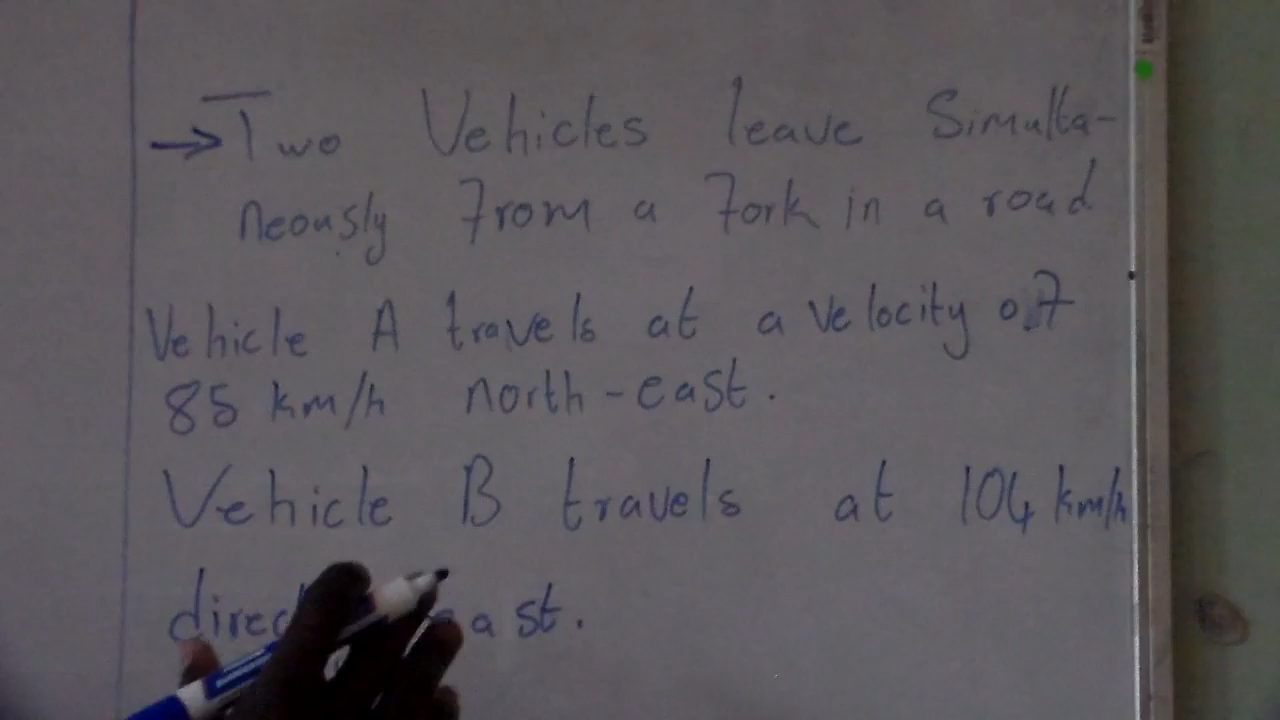 → Two Vehicles leave Simulta-
neously from a fork in a road
Vehicle A travels at a velocity of
85 km/h north-east.
Vehicle B travels at 104 km/h